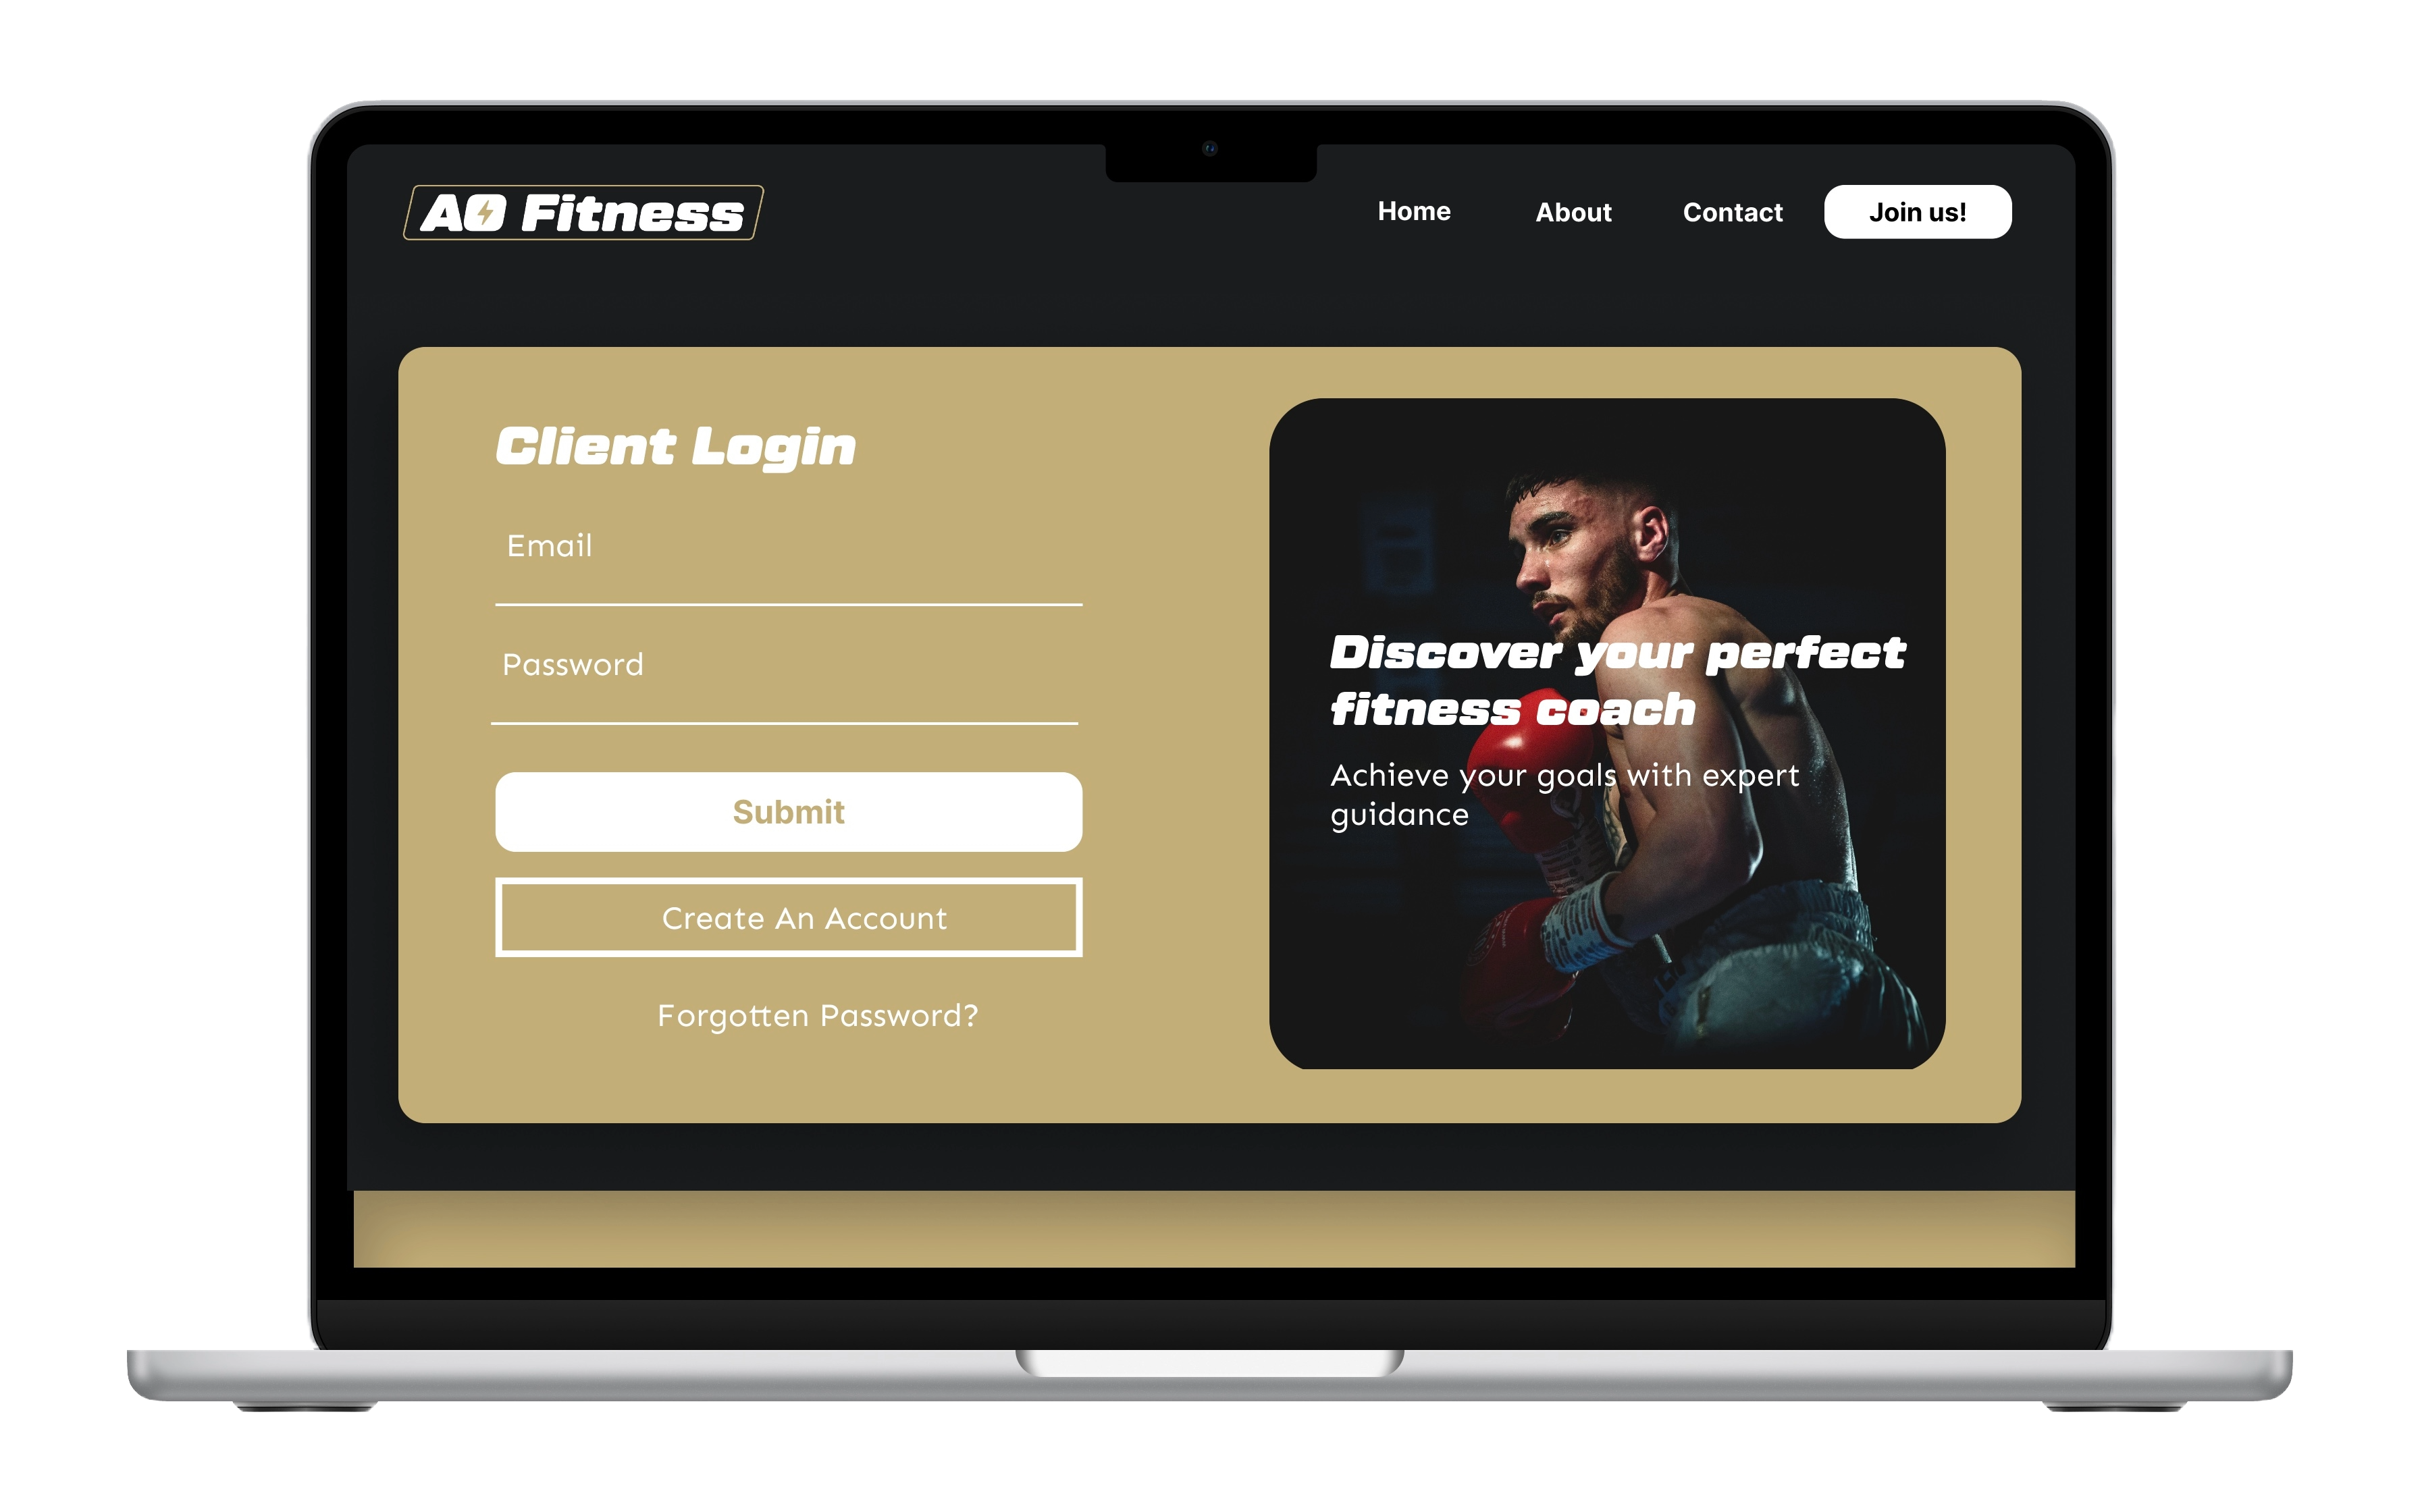 AO Fitness
Home
About
Contact
Join us!
Client Login
Email
Password
Submit
Create An Account
Forgotten Password?
Discover your perfect
fitness coach
Achieve your goals with expert
guidance